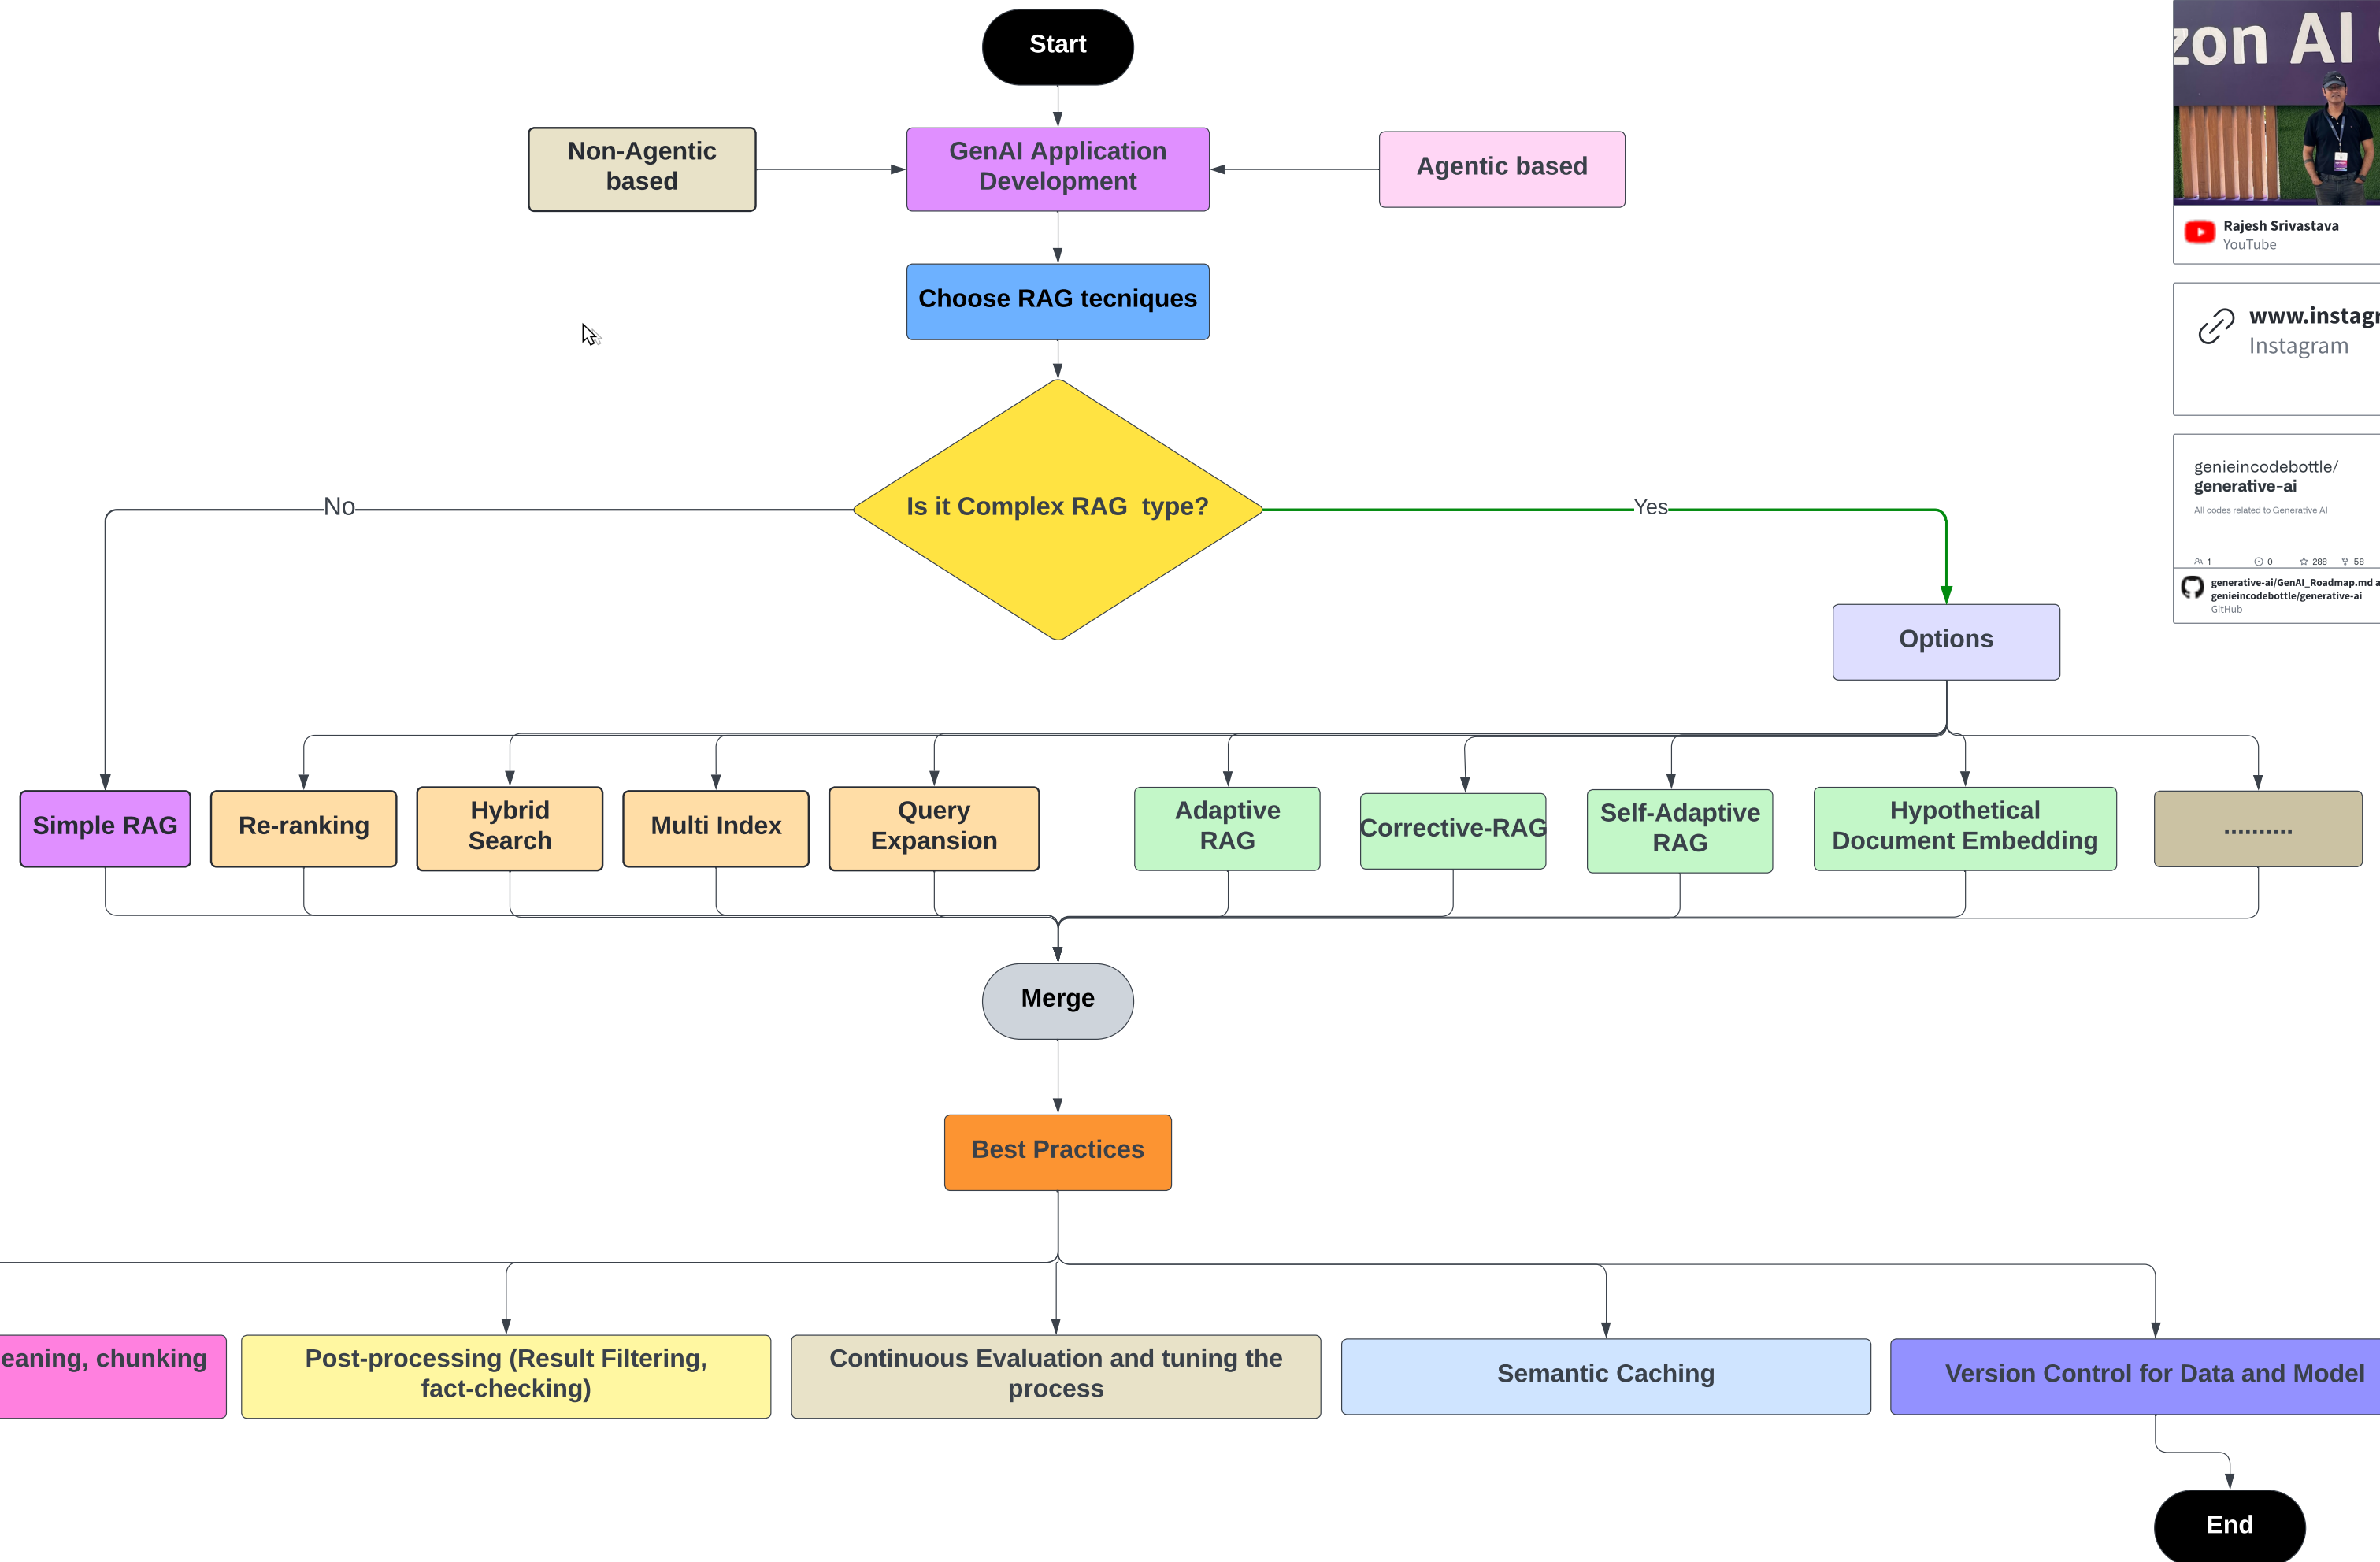 Start
zon AI
Non-Agentic
based
GenAI Application
Development
Agentic based
Rajesh Srivastava
YouTube
Choose RAG tecniques
www.instagr
Instagram
Is it Complex RAG  type?
No
Yes
genieincodebottle/
generative-ai
All codes related to Generative AI
1
0
288
58
generative-ai/GenAI_Roadmap.md a
genieincodebottle/generative-ai
GitHub
Options
Simple RAG
Re-ranking
Hybrid
Search
Multi Index
Query
Expansion
Adaptive
RAG
Corrective-RAG
Self-Adaptive
RAG
Hypothetical
Document Embedding
..........
Merge
Best Practices
eaning, chunking
Post-processing (Result Filtering,
fact-checking)
Continuous Evaluation and tuning the
process
Semantic Caching
Version Control for Data and Model
End